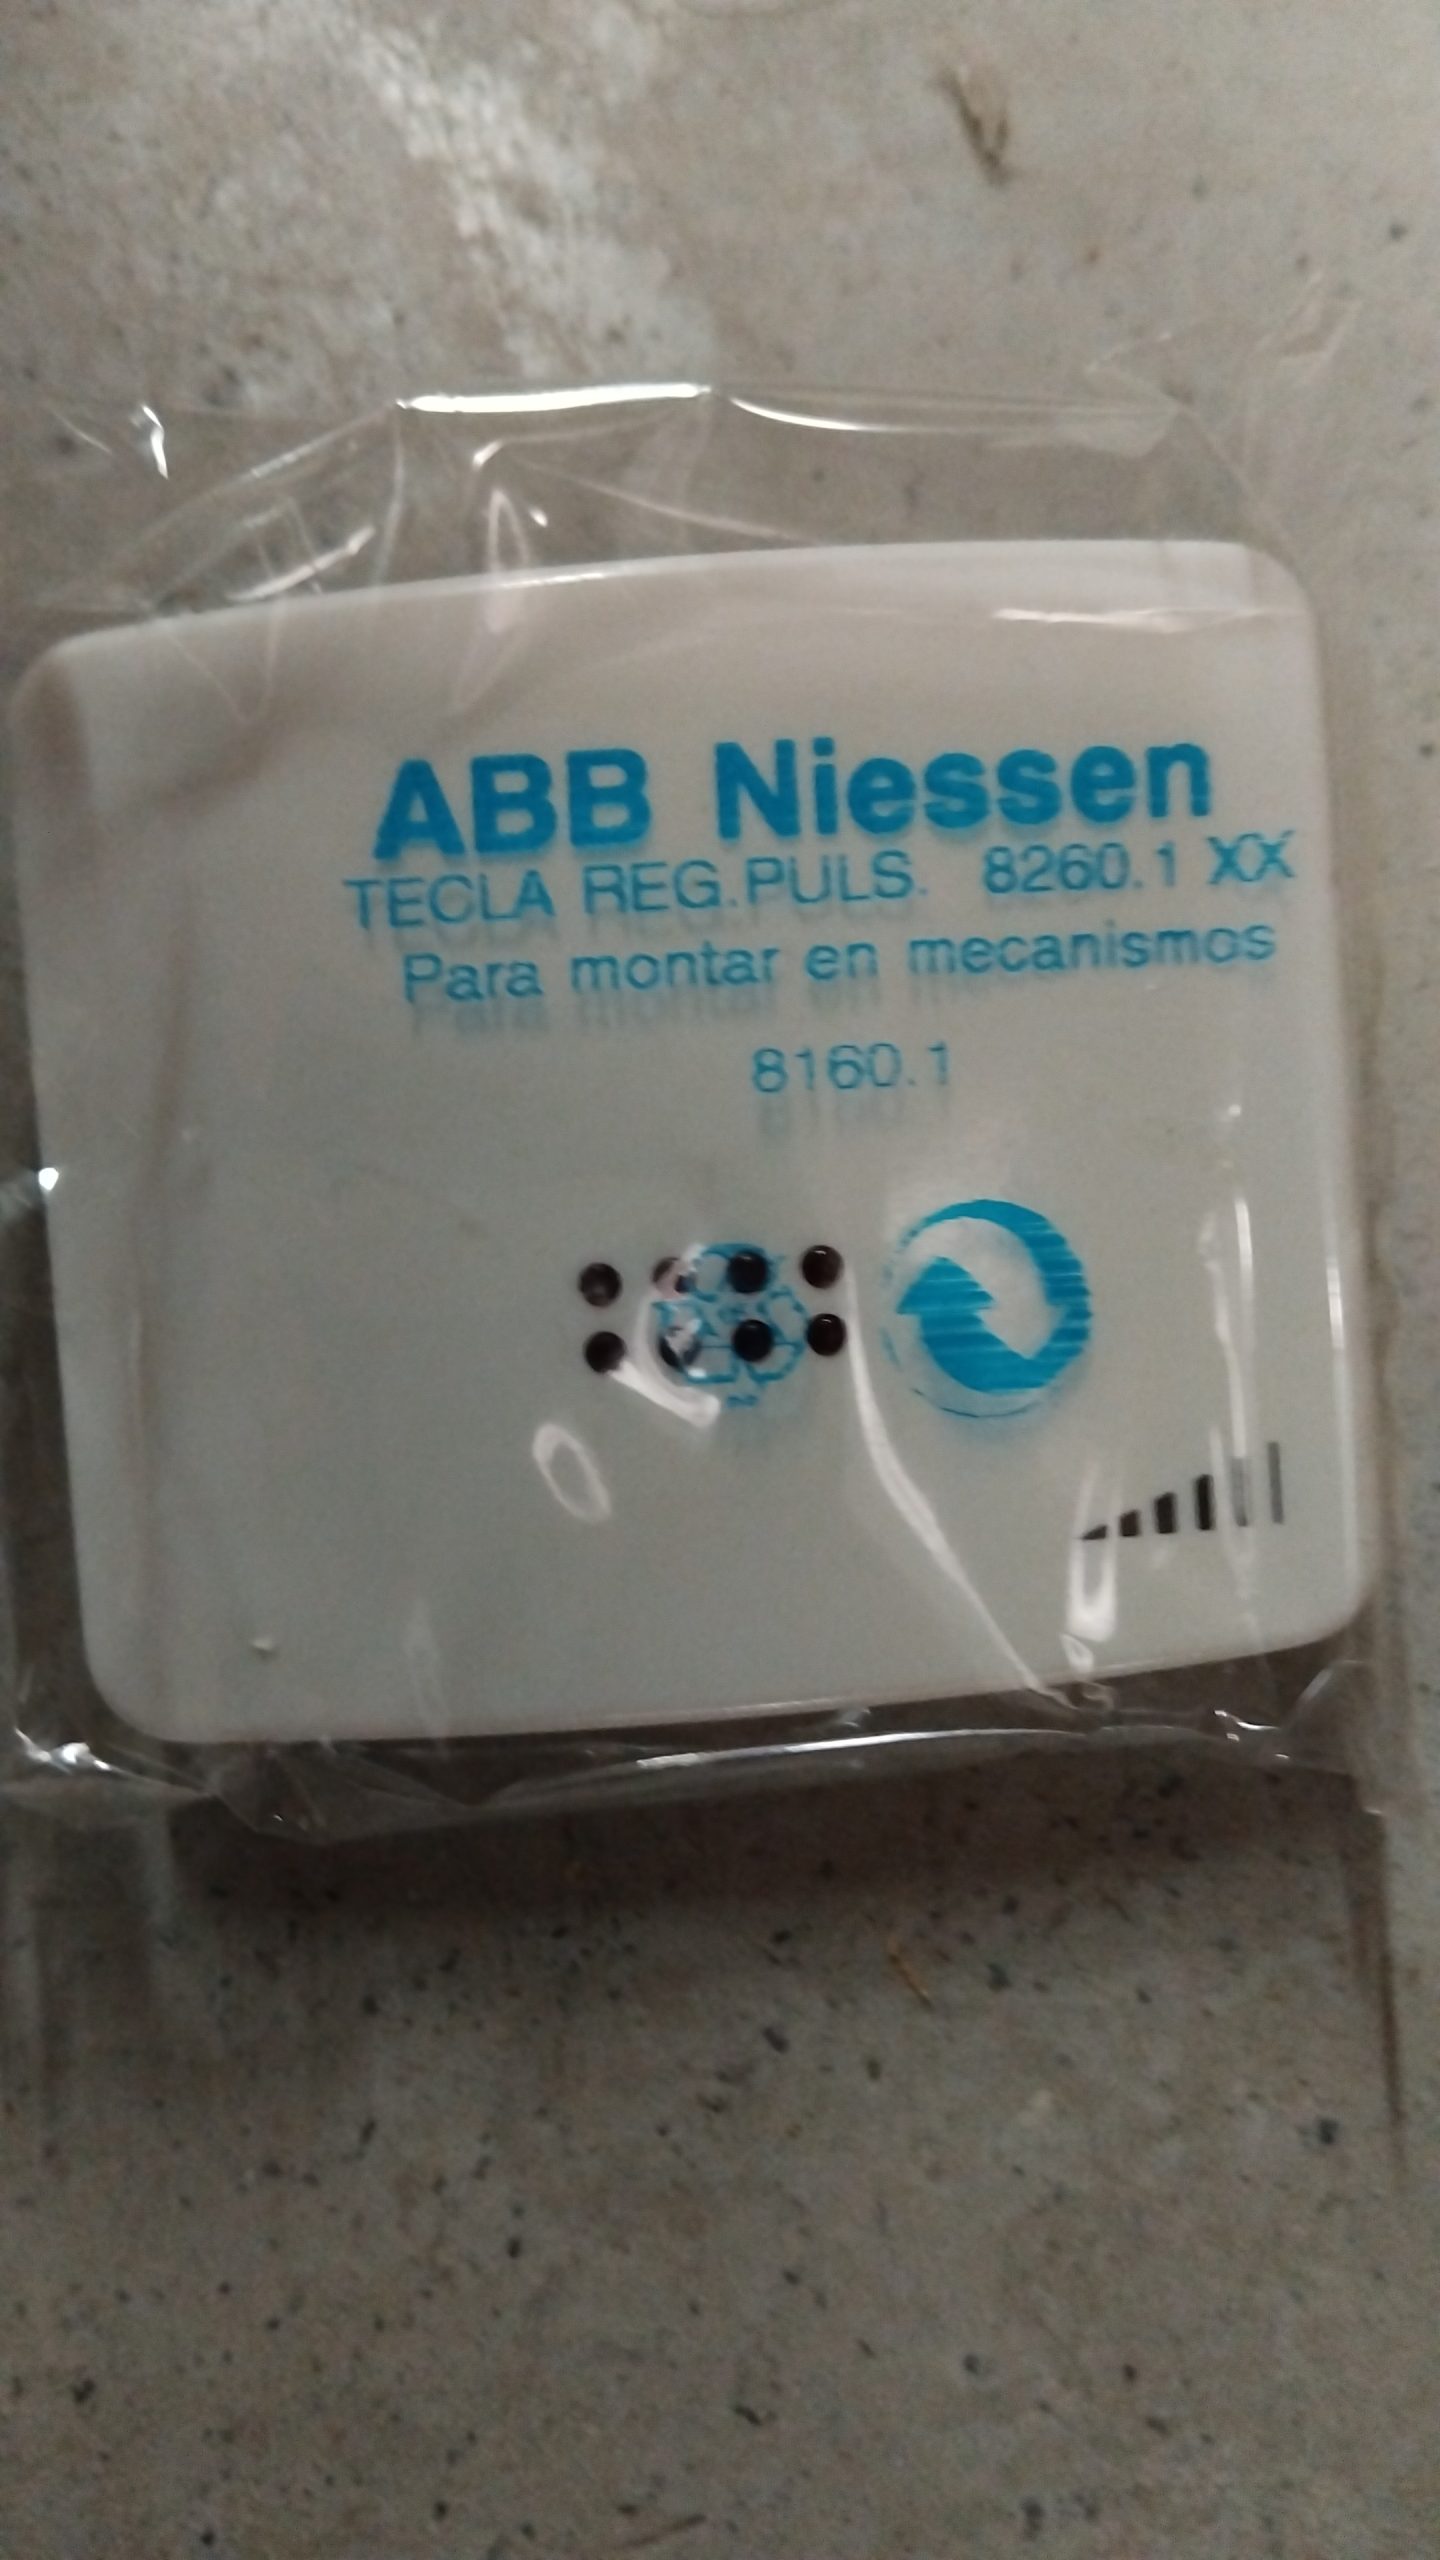 ABB Niessen
TECLA REG.PULS. 8260.1 XX
Para montar en mecanismos
8160.1